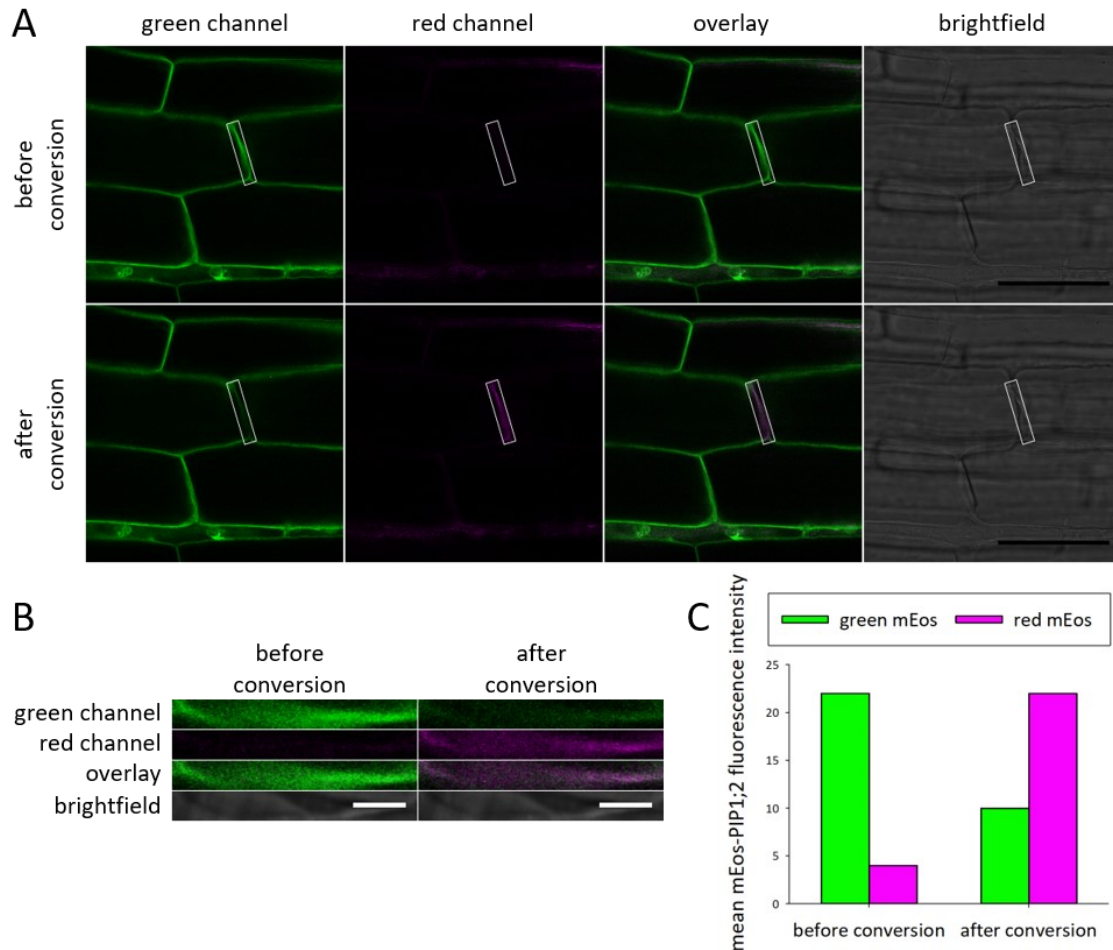 A
green channel
red channel
overlay
brightfield
before
conversion
after
conversion
B
before
conversion
after
conversion
green channel
red channel
overlay
brightfield
C
green mEos
red mEos
mean mEos-PIP1;2 fluorescence intensity
25
20
15
10
5
0
before conversion
after conversion